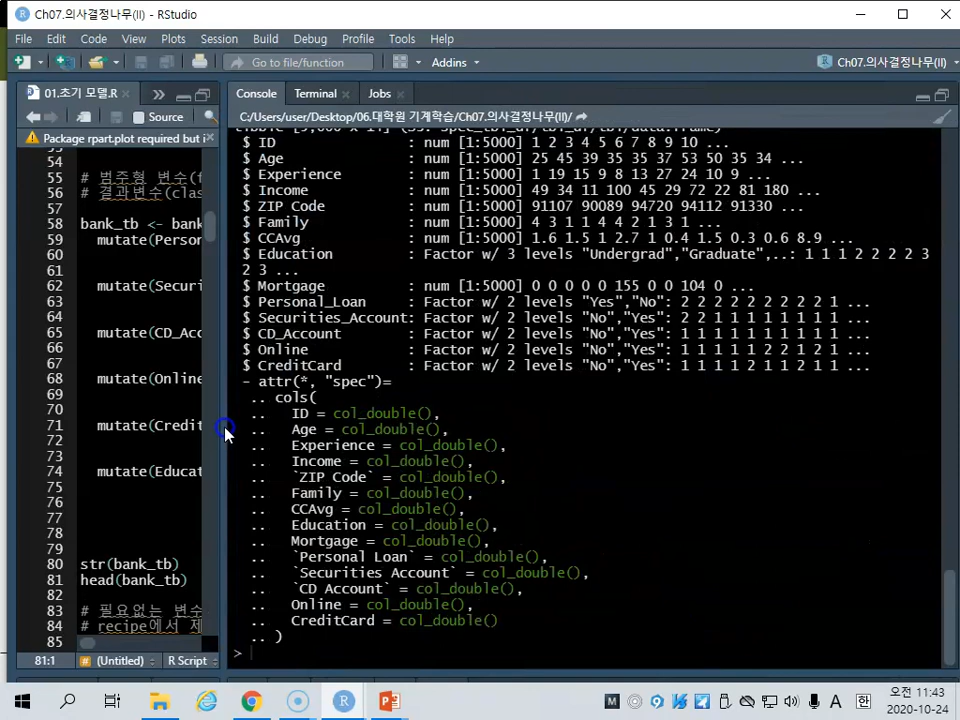 Ch07.의사결정나무(II) - RStudio
File Edit Code View Plots Session Build Debug Profile Tools Help
Go to file/function Addins Ch07.의사결정나무(II)
01.초기 모델.R
Source
Package rpart.plot required but i
54
55 # 범주형 변수(f
56 # 결과변수(clas
57
58 bank_tb <- bank
59 mutate(Person
60
61
62 mutate(Securi
63
64
65 mutate(CD_Acc
66
67
68 mutate(Online
69
70
71 mutate(Credit
72
73
74 mutate(Educat
75
76
77
78
79
80 str(bank_tb)
81 head(bank_tb)
82
83 # 필요없는 변수
84 # recipe에서 제
85
81:1 (Untitled) R Script
Console Terminal Jobs
C:/Users/user/Desktop/06.대학원 기계학습/Ch07.의사결정나무(II)/
$ ID : num [1:5000] 1 2 3 4 5 6 7 8 9 10 ...
$ Age : num [1:5000] 25 45 39 35 35 37 53 50 35 34 ...
$ Experience : num [1:5000] 1 19 15 9 8 13 27 24 10 9 ...
$ Income : num [1:5000] 49 34 11 100 45 29 72 22 81 180 ...
$ ZIP Code : num [1:5000] 91107 90089 94720 94112 91330 ...
$ Family : num [1:5000] 4 3 1 1 4 4 2 1 3 1 ...
$ CCAvg : num [1:5000] 1.6 1.5 1 2.7 1 0.4 1.5 0.3 0.6 8.9 ...
$ Education : Factor w/ 3 levels "Undergrad","Graduate",..: 1 1 1 2 2 2 2 3
2 3 ...
$ Mortgage : num [1:5000] 0 0 0 0 0 155 0 0 104 0 ...
$ Personal_Loan : Factor w/ 2 levels "Yes","No": 2 2 2 2 2 2 2 2 2 1 ...
$ Securities_Account: Factor w/ 2 levels "No","Yes": 2 2 1 1 1 1 1 1 1 1 ...
$ CD_Account : Factor w/ 2 levels "No","Yes": 1 1 1 1 1 1 1 1 1 1 ...
$ Online : Factor w/ 2 levels "No","Yes": 1 1 1 1 1 2 2 1 2 1 ...
$ CreditCard : Factor w/ 2 levels "No","Yes": 1 1 1 1 2 1 1 2 1 1 ...
- attr(*, "spec")=
.. cols(
.. ID = col_double(),
.. Age = col_double(),
.. Experience = col_double(),
.. Income = col_double(),
.. `ZIP Code` = col_double(),
.. Family = col_double(),
.. CCAvg = col_double(),
.. Education = col_double(),
.. Mortgage = col_double(),
.. `Personal Loan` = col_double(),
.. `Securities Account` = col_double(),
.. `CD Account` = col_double(),
.. Online = col_double(),
.. CreditCard = col_double()
.. )
>
A 한 오전 11:43
2020-10-24